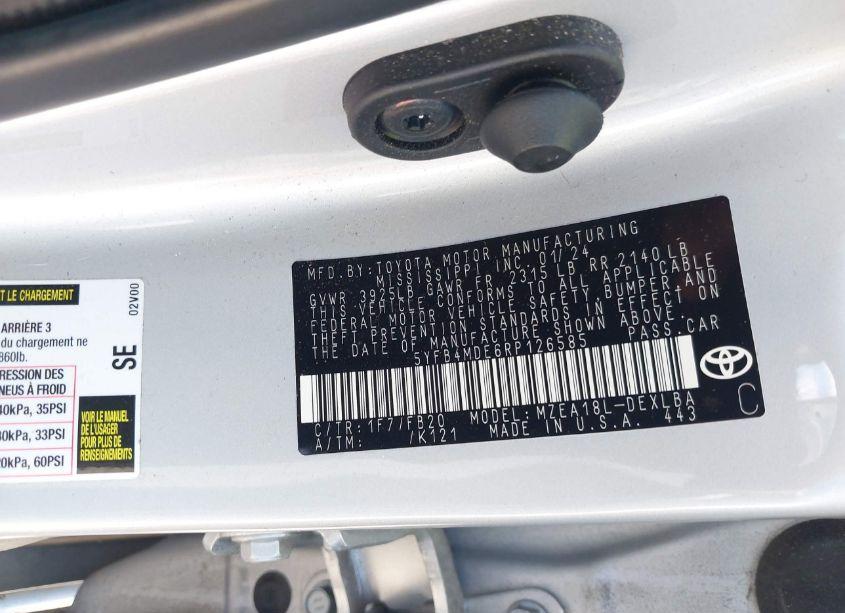 MFD.BY:TOYOTA MOTOR MANUFACTURING
MISSISSIPPI INC 01/24
GVWR 3925LB GAWR FR 2315 LB RR 2140 LB
THIS VEHICLE CONFORMS TO ALL APPLICABLE
FEDERAL MOTOR VEHICLE SAFETY,BUMPER,AND
THEFT PREVENTION STANDARDS IN EFFECT ON
THE DATE OF MANUFACTURE SHOWN ABOVE.
5YFB4MDE6RP126585 PASS.CAR
C/TR:1F7/FB20 MODEL:MZEA18L-DEXLBA
A/TM: /K121 MADE IN U.S.A. 443
C
ET LE CHARGEMENT
02V00
ARRIÈRE 3
du chargement ne
860lb.
SE
NEUS À FROID
40kPa, 35PSI
30kPa, 33PSI
20kPa, 60PSI
VOIR LE MANUEL
DE L'USAGER
POUR PLUS DE
RENSEIGNEMENTS